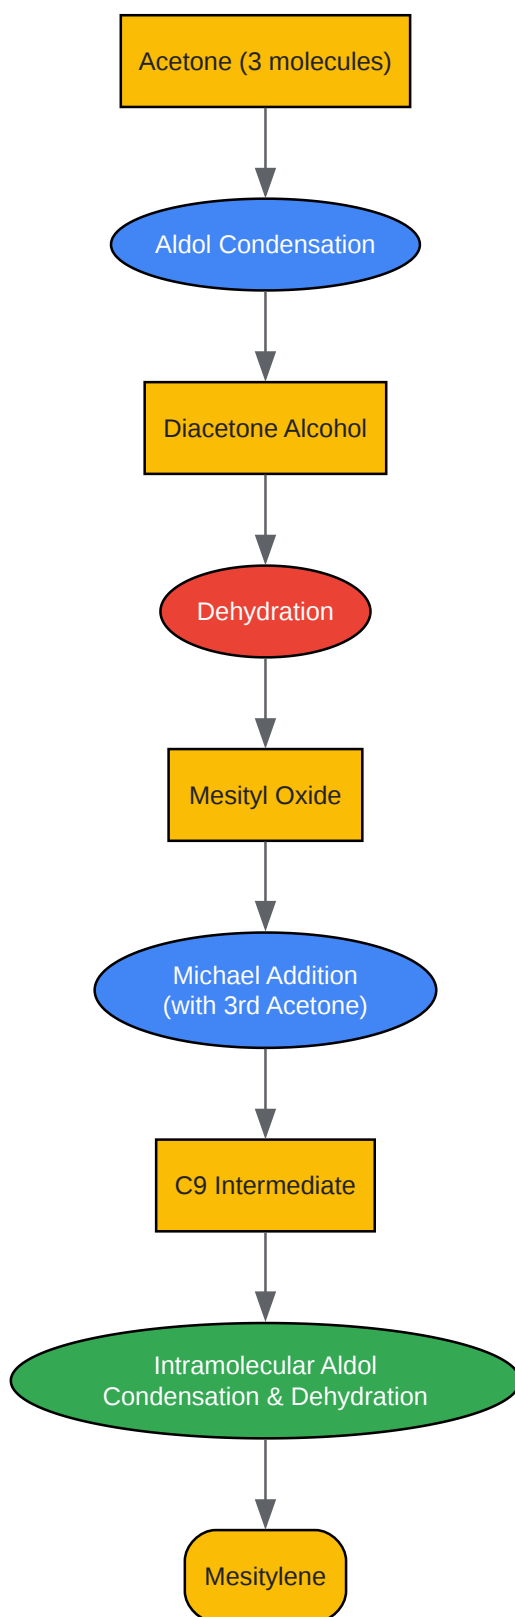 Acetone (3 molecules)
Aldol Condensation
Diacetone Alcohol
Dehydration
Mesityl Oxide
Michael Addition
(with 3rd Acetone)
C9 Intermediate
Intramolecular Aldol
Condensation & Dehydration
Mesitylene